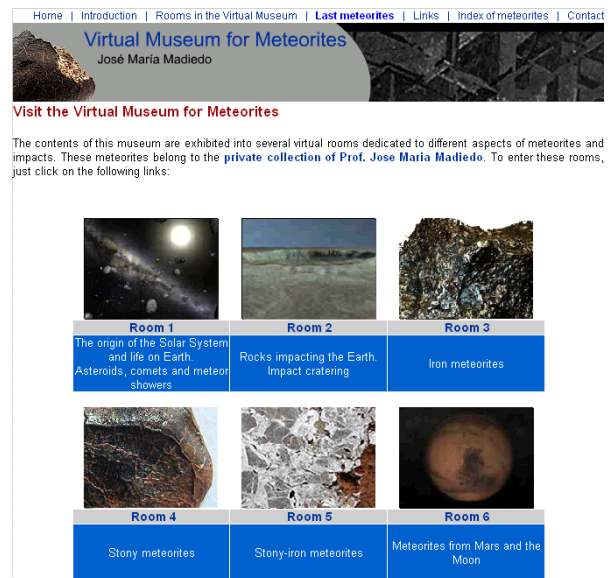 Home | Introduction | Rooms in the Virtual Museum | Last meteorites | Links | Index of meteorites | Contact
Virtual Museum for Meteorites
José María Madiedo
Visit the Virtual Museum for Meteorites
The contents of this museum are exhibited into several virtual rooms dedicated to different aspects of meteorites and
impacts. These meteorites belong to the private collection of Prof. Jose Maria Madiedo. To enter these rooms,
just click on the following links:
Room 1
Room 2
Room 3
The origin of the Solar System
and life on Earth.
Asteroids, comets and meteor
showers
Rocks impacting the Earth.
Impact cratering
Iron meteorites
Room 4
Room 5
Room 6
Stony meteorites
Stony-iron meteorites
Meteorites from Mars and the
Moon